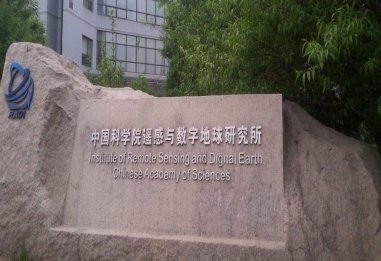 中国科学院遥感与数字地球研究所
Institute of Remote Sensing and Digital Earth
Chinese Academy of Sciences